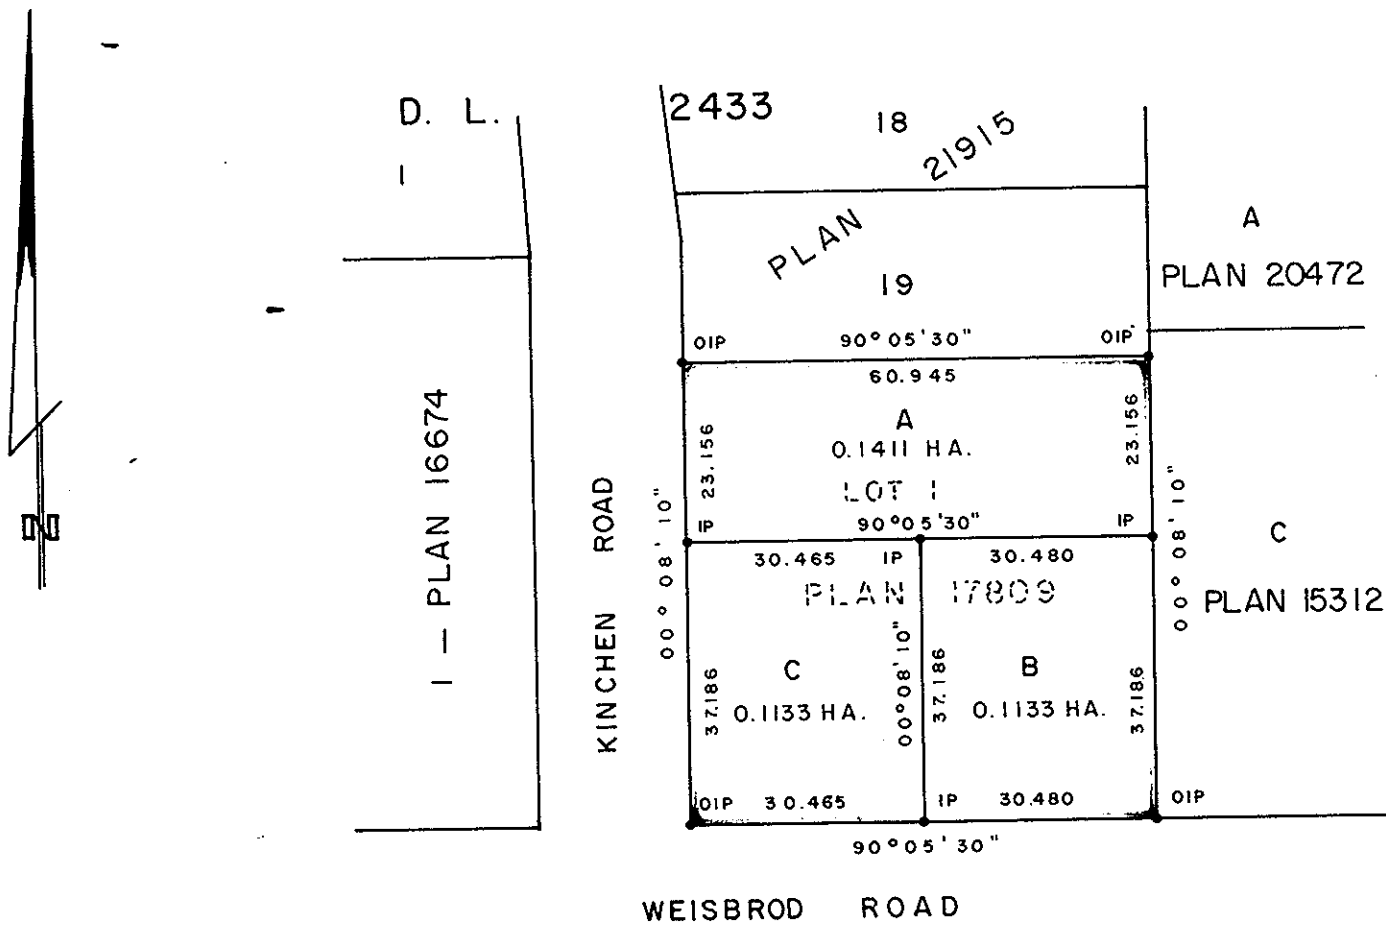 D. L. 2433
1
18
PLAN 21915
19
A
PLAN 20472
OIP 90°05'30" OIP
60.945
23.156
A
0.1411 HA.
LOT 1
23.156
1 — PLAN 16674
KINCHEN ROAD
00°08'10"
IP 90°05'30" IP
30.465 IP 30.480
PLAN 17809
00°08'10"
C
PLAN 15312
37.186
C
0.1133 HA.
00°08'10"
37.186
B
0.1133 HA.
37.186
OIP 30.465 IP 30.480 OIP
90°05'30"
WEISBROD ROAD
N